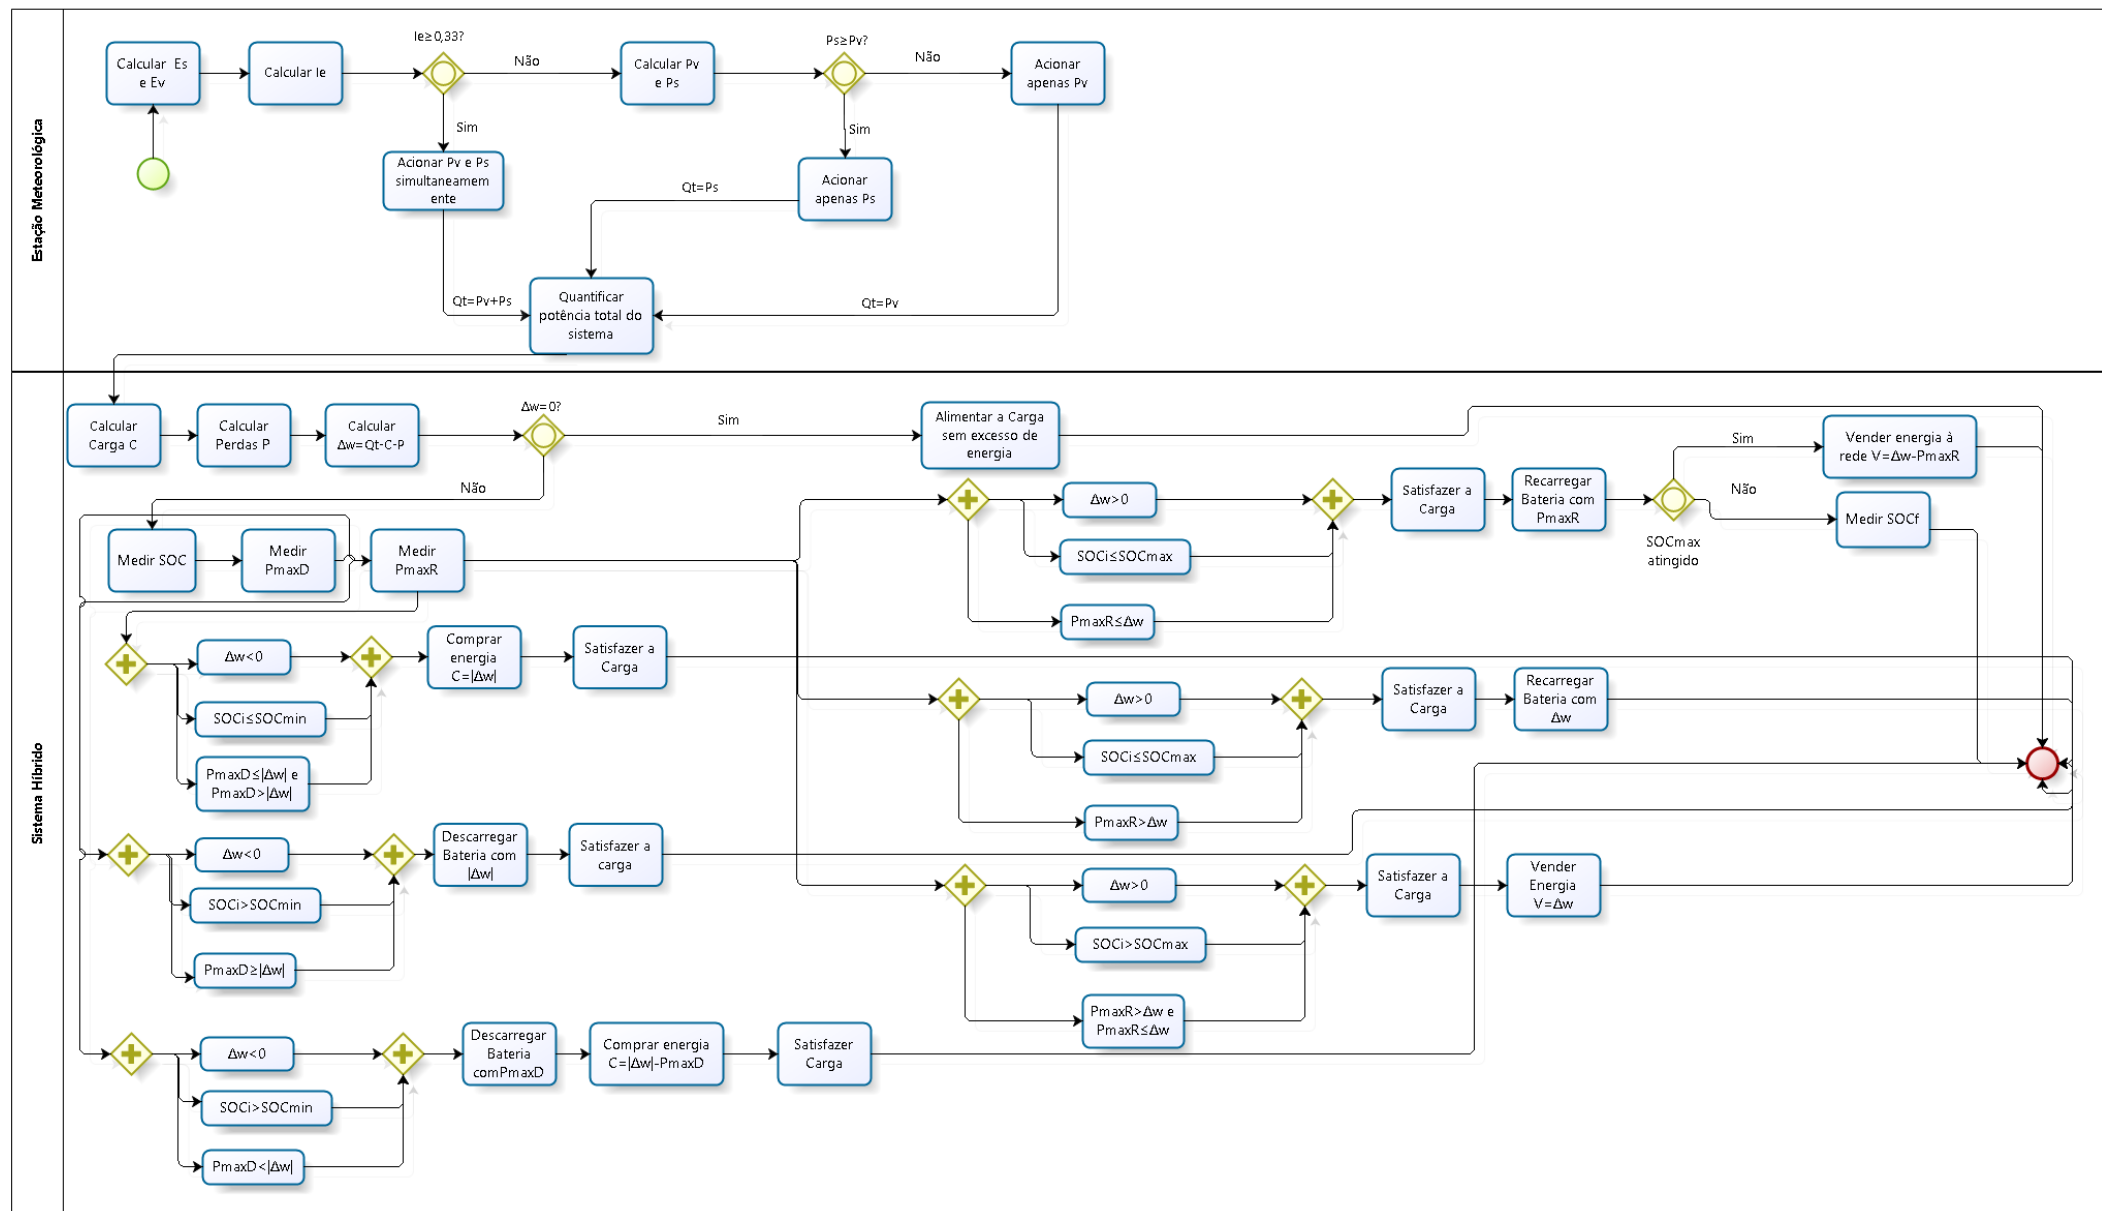 Estação Meteorológica
Calcular Es
e Ev
Calcular Ie
Ie≥0,33?
Não
Calcular Pv
e Ps
Ps≥Pv?
Não
Acionar
apenas Pv
Sim
Acionar Pv e Ps
simultaneamem
ente
Sim
Acionar
apenas Ps
Qt=Ps
Qt=Pv+Ps
Quantificar
potência total do
sistema
Qt=Pv
Sistema Híbrido
Calcular
Carga C
Calcular
Perdas P
Calcular
Δw=Qt-C-P
Δw=0?
Sim
Alimentar a Carga
sem excesso de
energia
Não
Medir SOC
Medir
PmaxD
Medir
PmaxR
Δw>0
SOCi≤SOCmax
PmaxR≤Δw
Satisfazer a
Carga
Recarregar
Bateria com
PmaxR
SOCmax
atingido
Sim
Vender energia à
rede V=Δw-PmaxR
Não
Medir SOCf
Δw<0
SOCi≤SOCmin
PmaxD≤|Δw| e
PmaxD>|Δw|
Comprar
energia
C=|Δw|
Satisfazer a
Carga
Δw>0
SOCi≤SOCmax
PmaxR>Δw
Satisfazer a
Carga
Recarregar
Bateria com
Δw
Δw<0
SOCi>SOCmin
PmaxD≥|Δw|
Descarregar
Bateria com
|Δw|
Satisfazer a
carga
Δw>0
SOCi>SOCmax
PmaxR>Δw e
PmaxR≤Δw
Satisfazer a
Carga
Vender
Energia
V=Δw
Δw<0
SOCi>SOCmin
PmaxD<|Δw|
Descarregar
Bateria
comPmaxD
Comprar energia
C=|Δw|-PmaxD
Satisfazer
Carga